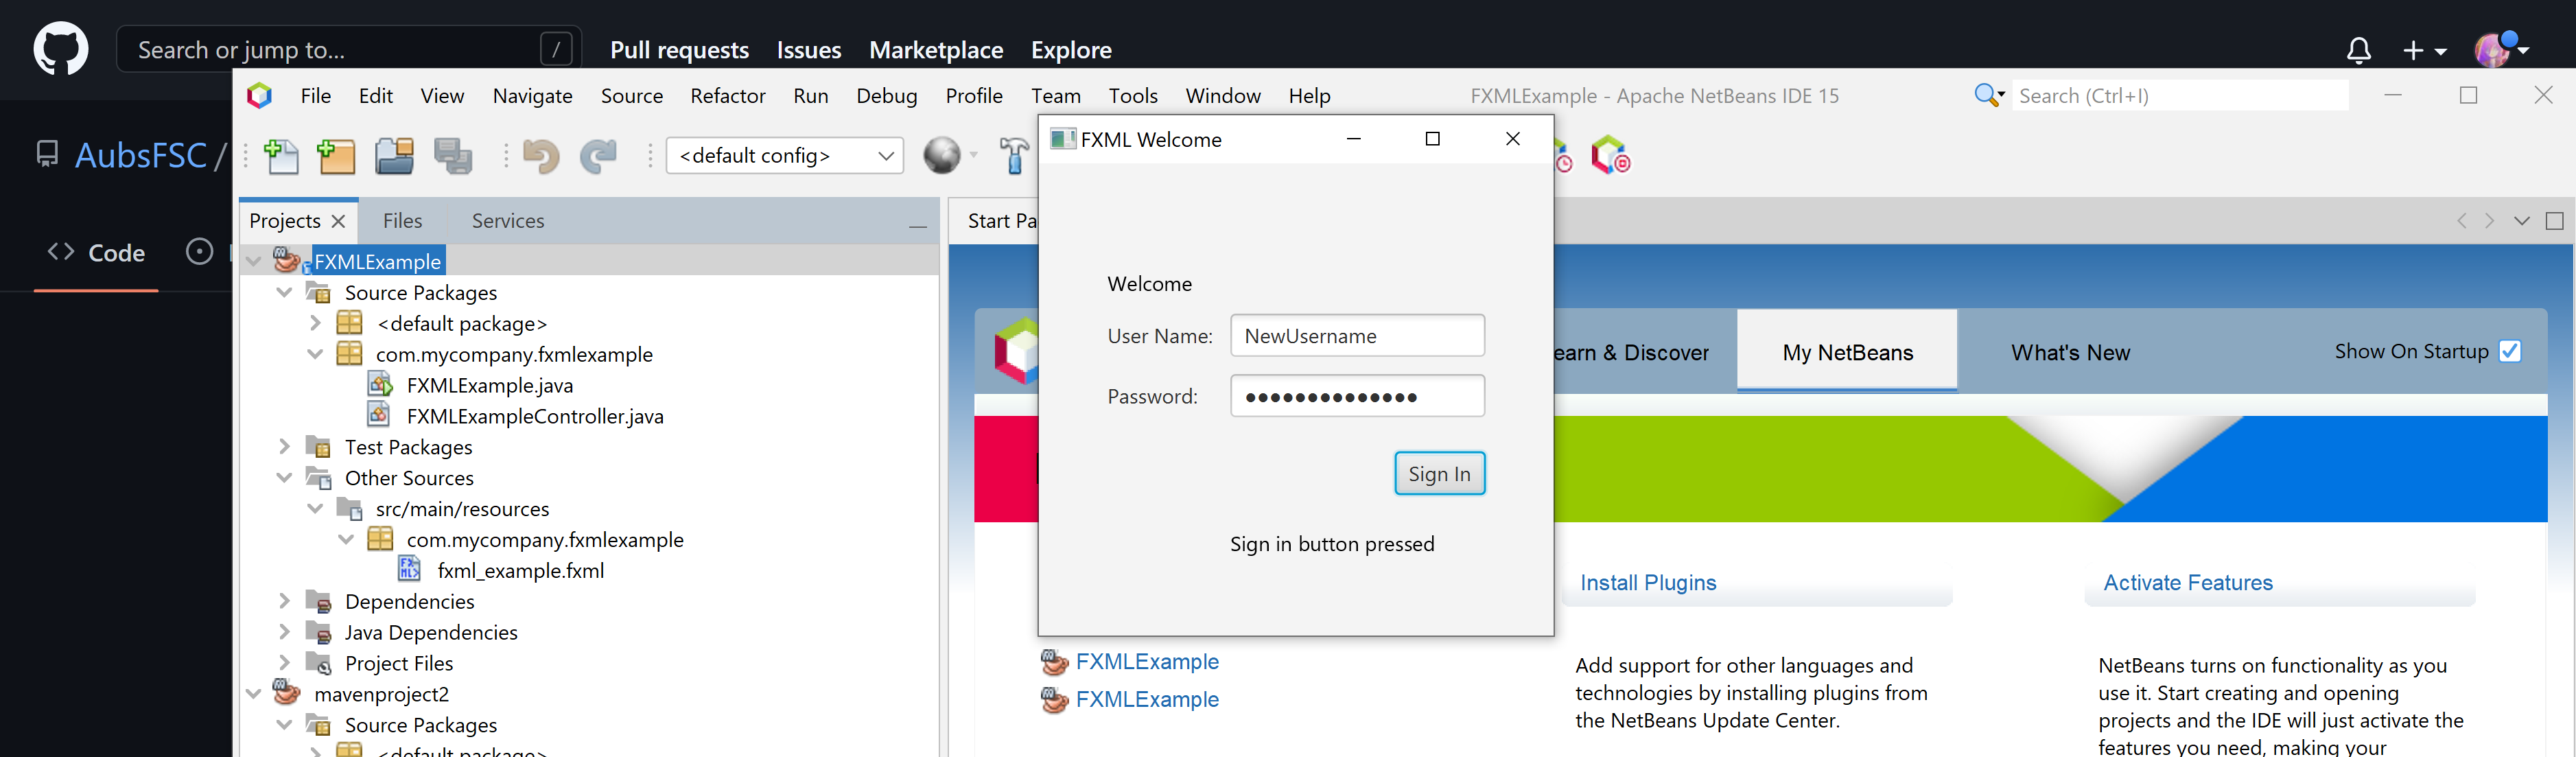 Search or jump to...
/
Pull requests
Issues
Marketplace
Explore
AubsFSC /
Code
File
Edit
View
Navigate
Source
Refactor
Run
Debug
Profile
Team
Tools
Window
Help
FXMLExample - Apache NetBeans IDE 15
Search (Ctrl+I)
<default config>
Projects
Files
Services
FXMLExample
Source Packages
<default package>
com.mycompany.fxmlexample
FXMLExample.java
FXMLExampleController.java
Test Packages
Other Sources
src/main/resources
com.mycompany.fxmlexample
fxml_example.fxml
Dependencies
Java Dependencies
Project Files
mavenproject2
Source Packages
<default package>
Start Pa
FXML Welcome
Welcome
User Name:
NewUsername
Password:
●●●●●●●●●●●●●●
Sign In
Sign in button pressed
earn & Discover
My NetBeans
What's New
Show On Startup
FXMLExample
FXMLExample
Install Plugins
Add support for other languages and
technologies by installing plugins from
the NetBeans Update Center.
Activate Features
NetBeans turns on functionality as you
use it. Start creating and opening
projects and the IDE will just activate the
features you need, making your